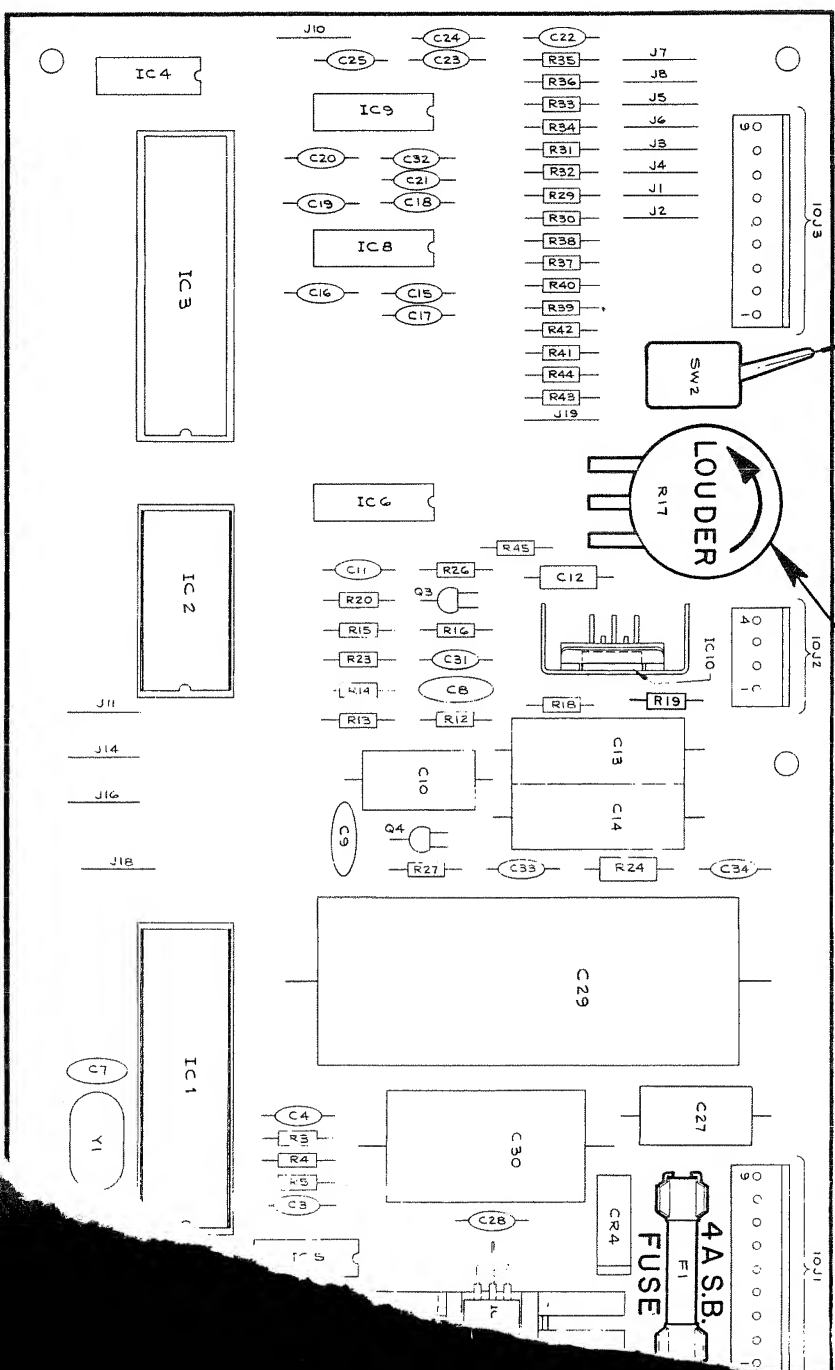 J10
C24
C22
C25
C23
R35
J7
IC4
R36
J8
R33
J5
IC9
R34
J6
9
R31
J3
C20
C32
R32
J4
C21
R29
J1
10J3
C19
C18
R30
J2
IC8
R38
R37
IC3
C16
C15
R40
C17
R39
1
R42
R41
SW2
R44
R43
J19
LOUDER
R17
IC6
R45
C11
R26
C12
IC2
R20
Q3
4
10J2
R15
R16
IC10
R23
C31
R14
C8
1
R18
R19
R13
R12
J11
J14
C13
C10
J16
C14
C9
Q4
J18
R27
C33
R24
C34
C29
C7
IC1
C4
C27
Y1
R3
C30
R4
R5
9
C3
CR4
C28
4A S.B.
FUSE
F1
10J1
1